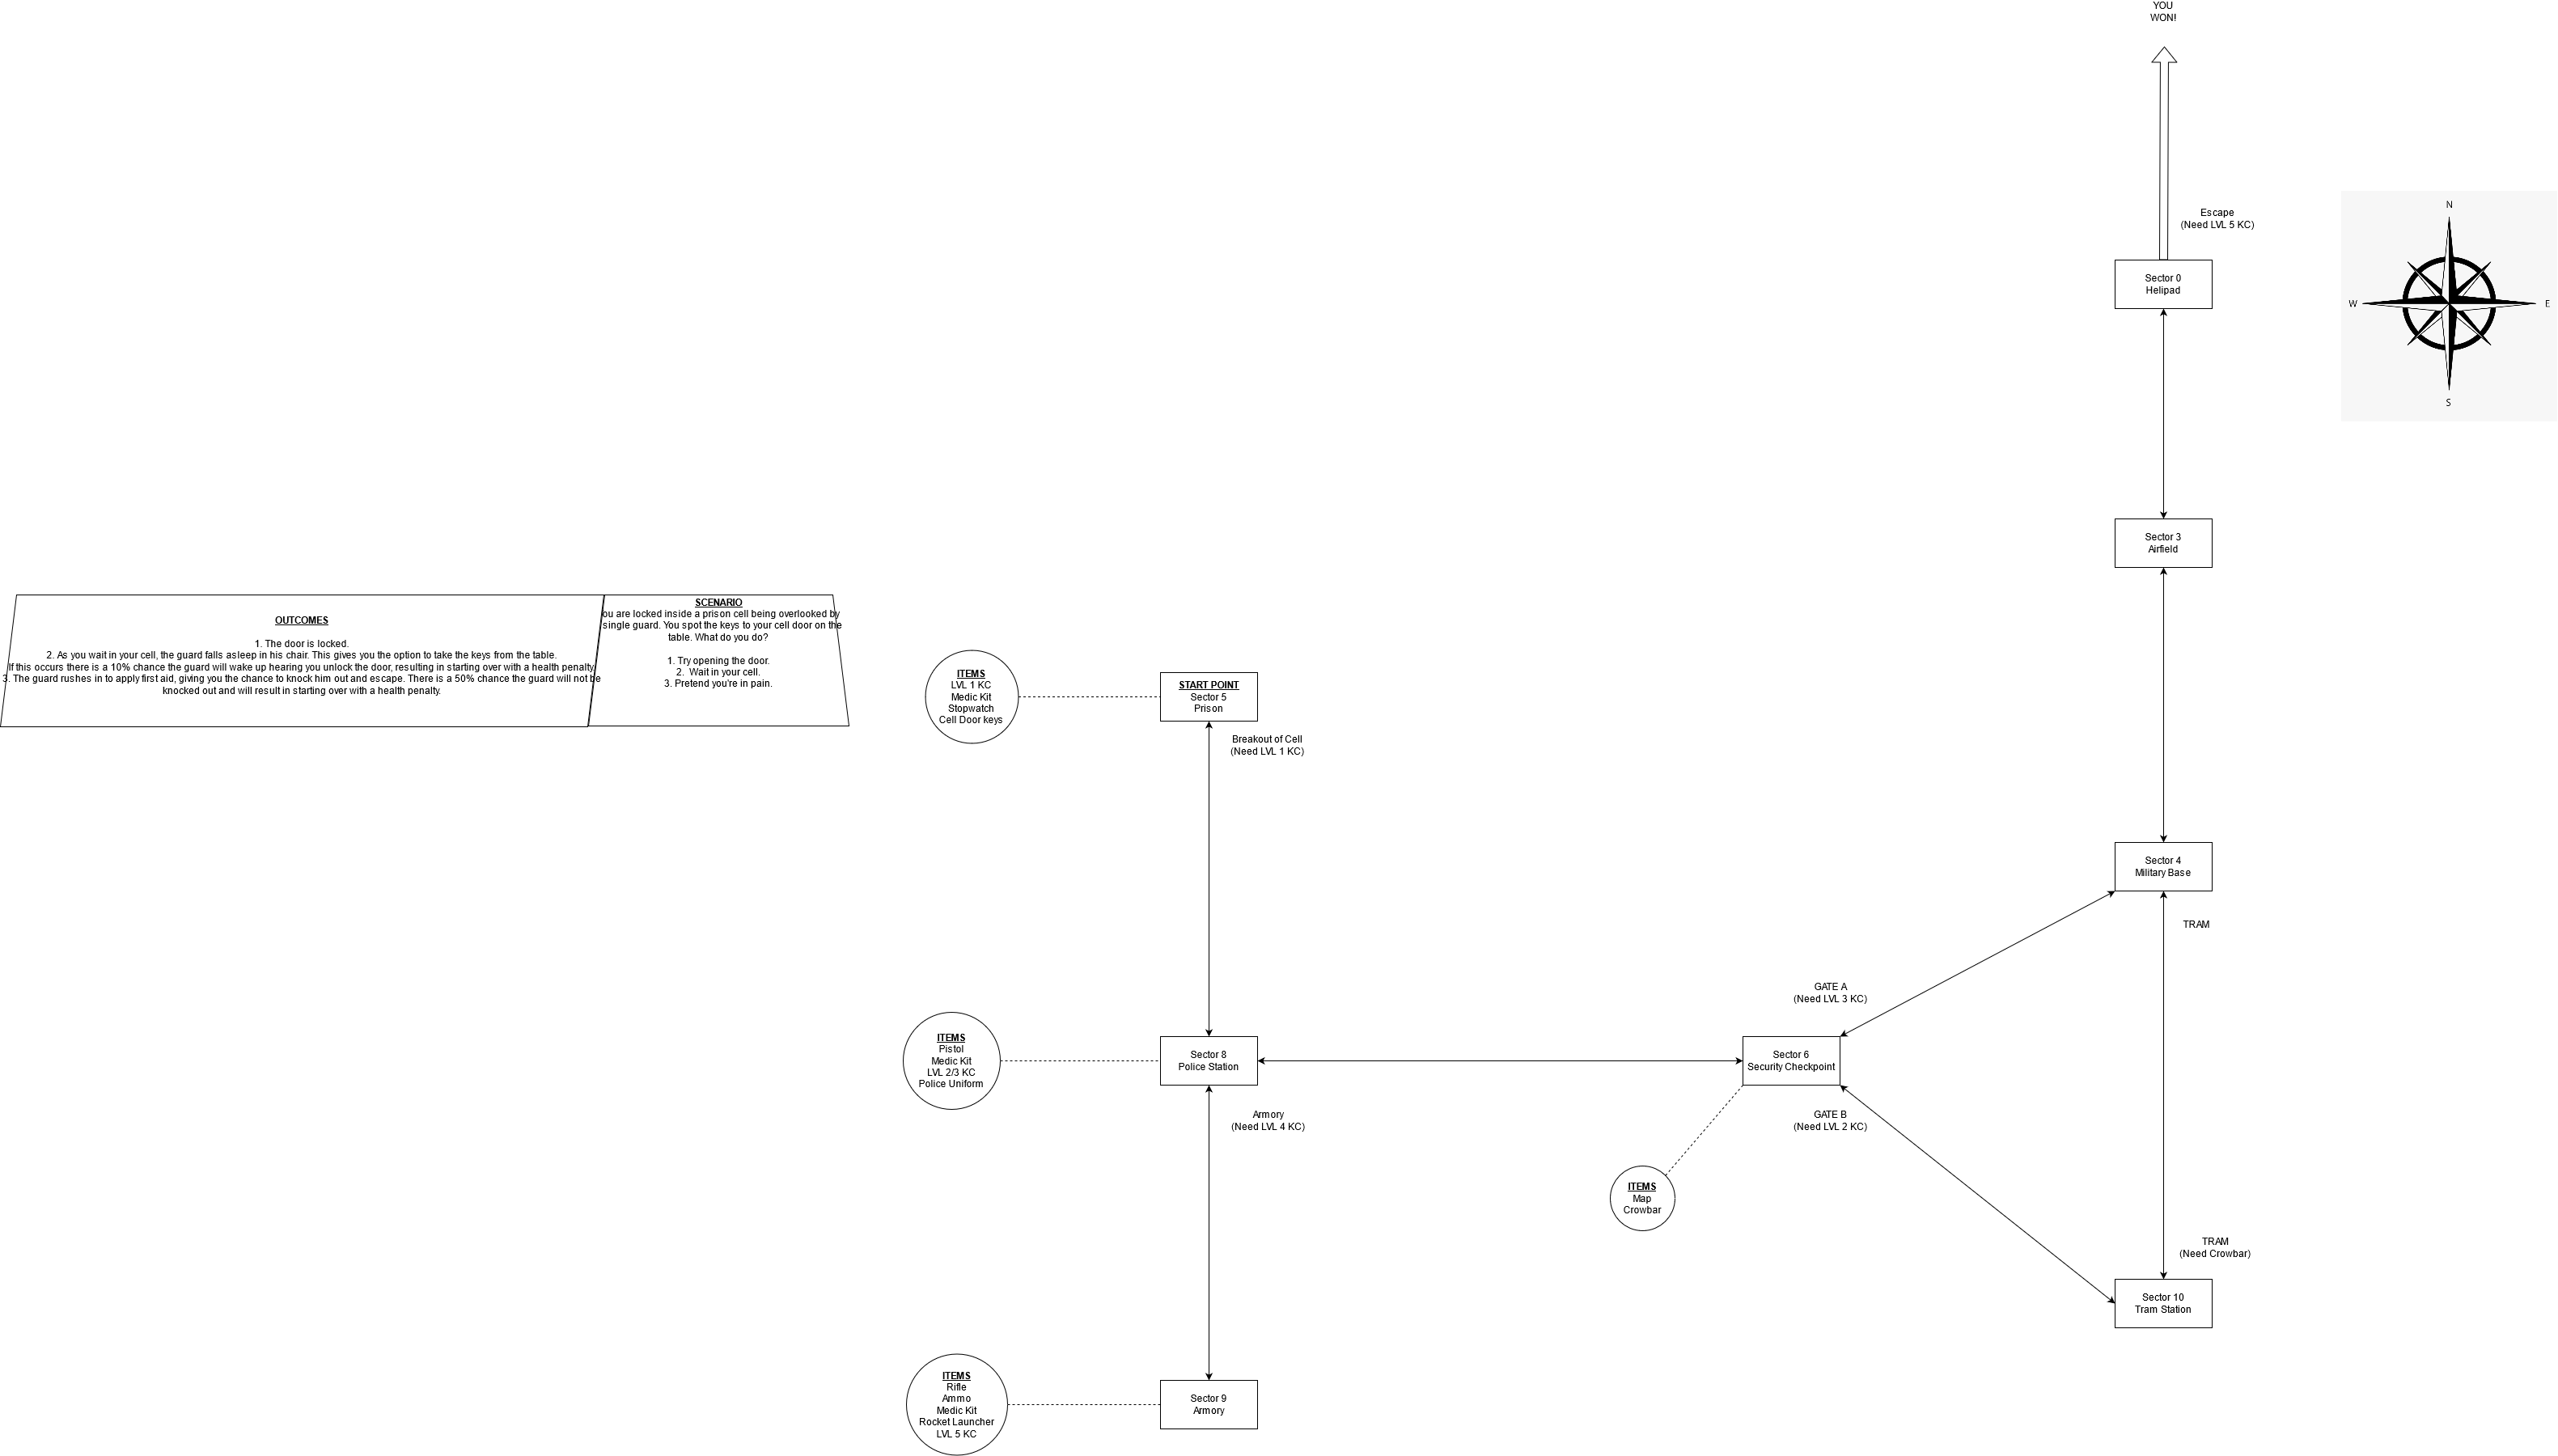 YOU
WON!
Escape
(Need LVL 5 KC)
N
W
E
S
Sector 0
Helipad
Sector 3
Airfield
OUTCOMES
1. The door is locked.
2. As you wait in your cell, the guard falls asleep in his chair. This gives you the option to take the keys from the table.
If this occurs there is a 10% chance the guard will wake up hearing you unlock the door, resulting in starting over with a health penalty
3. The guard rushes in to apply first aid, giving you the chance to knock him out and escape. There is a 50% chance the guard will not be
knocked out and will result in starting over with a health penalty.
SCENARIO
ou are locked inside a prison cell being overlooked by
single guard. You spot the keys to your cell door on the
table. What do you do?
1. Try opening the door.
2. Wait in your cell.
3. Pretend you're in pain.
ITEMS
LVL 1 KC
Medic Kit
Stopwatch
Cell Door keys
START POINT
Sector 5
Prison
Breakout of Cell
(Need LVL 1 KC)
Sector 4
Military Base
TRAM
GATE A
(Need LVL 3 KC)
ITEMS
Pistol
Medic Kit
LVL 2/3 KC
Police Uniform
Sector 8
Police Station
Sector 6
Security Checkpoint
Armory
(Need LVL 4 KC)
GATE B
(Need LVL 2 KC)
ITEMS
Map
Crowbar
TRAM
(Need Crowbar)
Sector 10
Tram Station
ITEMS
Rifle
Ammo
Medic Kit
Rocket Launcher
LVL 5 KC
Sector 9
Armory